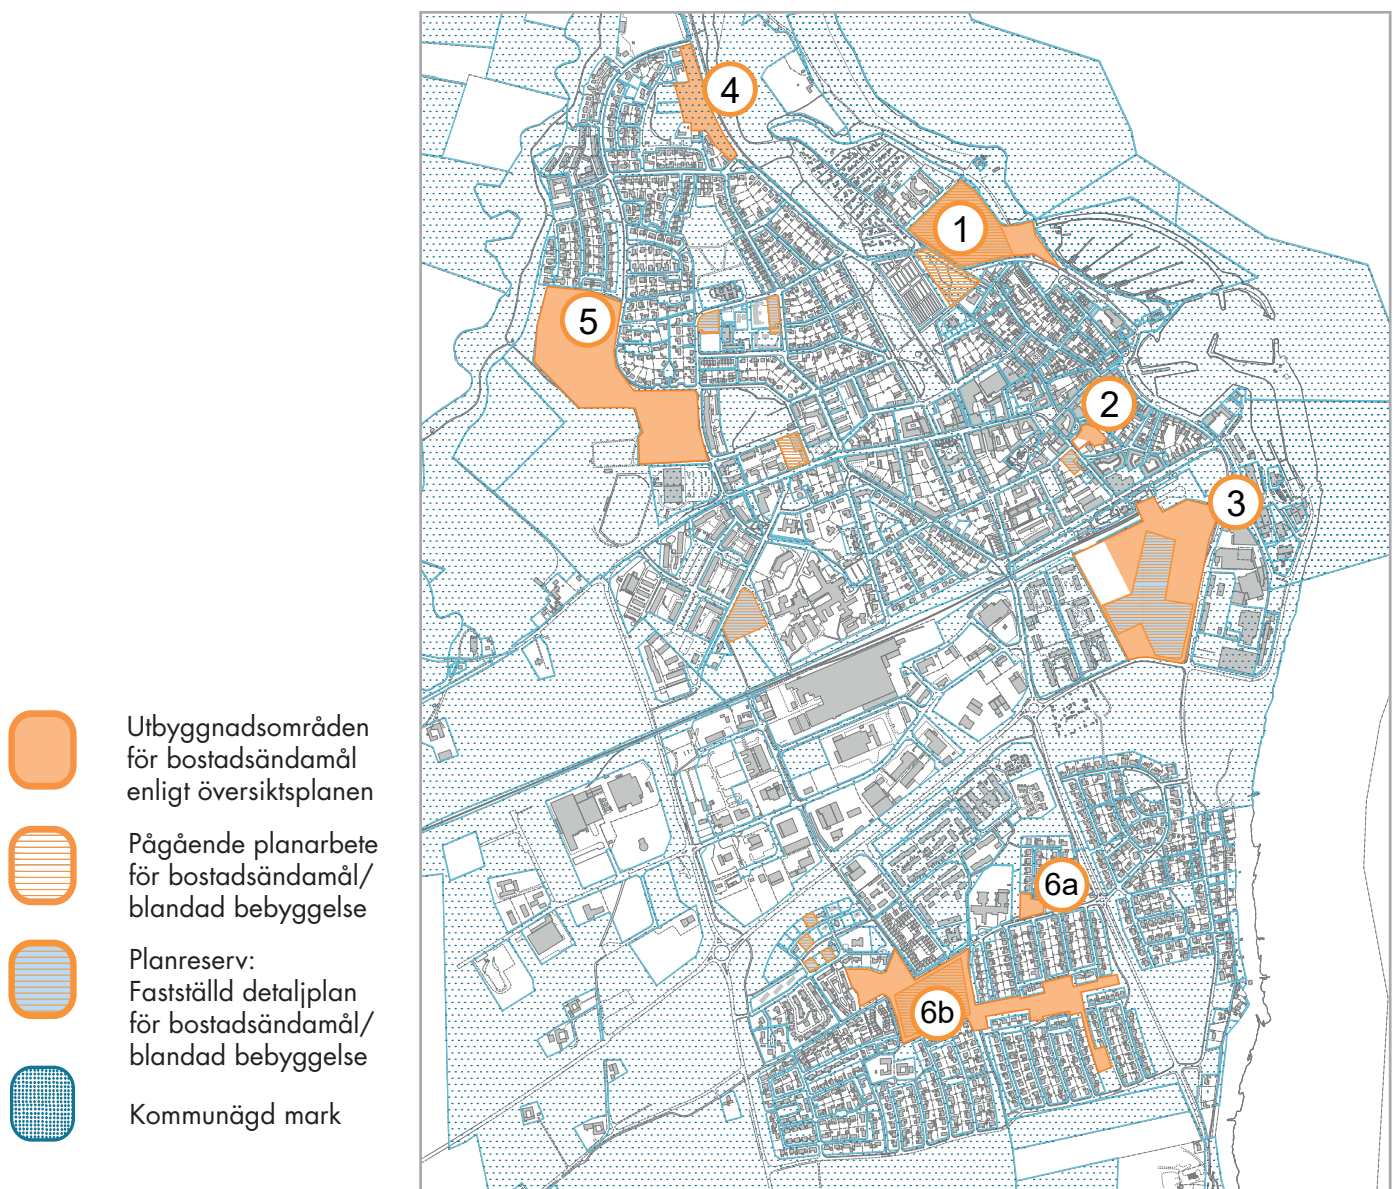 4
1
5
2
3
6a
6b
Utbyggnadsområden
för bostadsändamål
enligt översiktsplanen
Pågående planarbete
för bostadsändamål/
blandad bebyggelse
Planreserv:
Fastställd detaljplan
för bostadsändamål/
blandad bebyggelse
Kommunägd mark